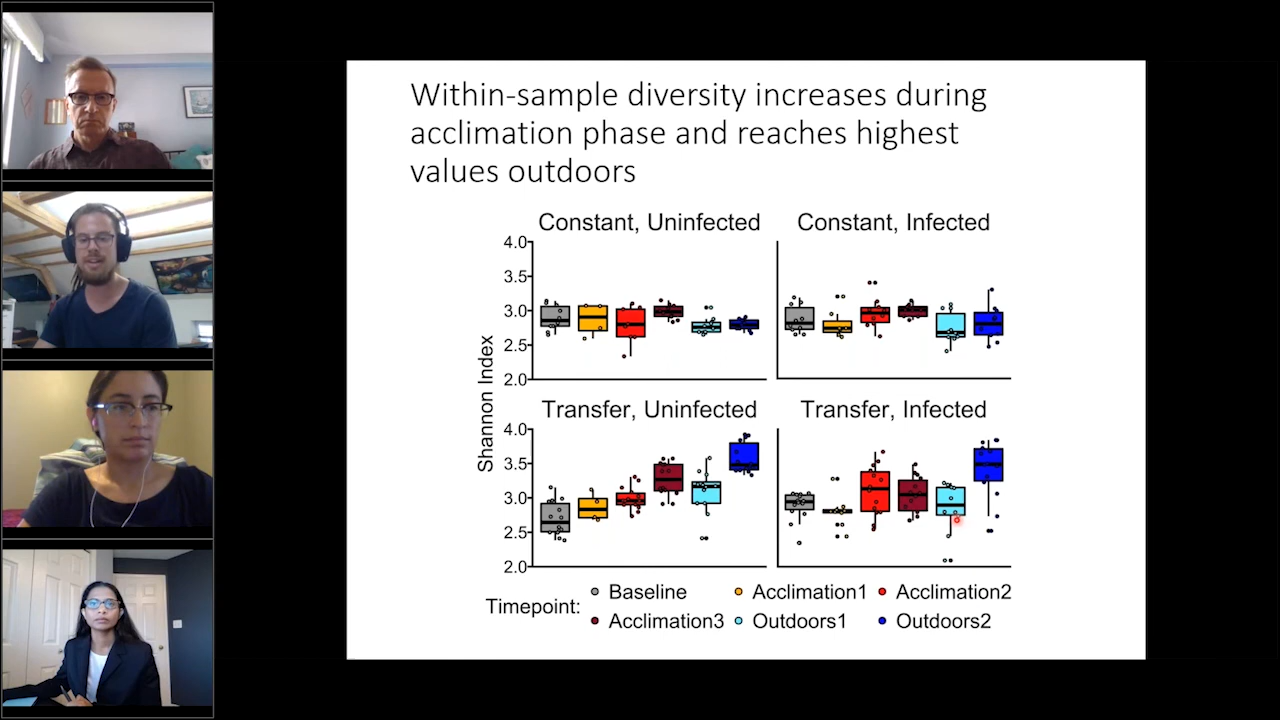 Within-sample diversity increases during
acclimation phase and reaches highest
values outdoors
Constant, Uninfected
Constant, Infected
4.0
3.5
3.0
2.5
2.0
Shannon Index
Transfer, Uninfected
Transfer, Infected
4.0
3.5
3.0
2.5
2.0
Timepoint:
Baseline
Acclimation1
Acclimation2
Acclimation3
Outdoors1
Outdoors2